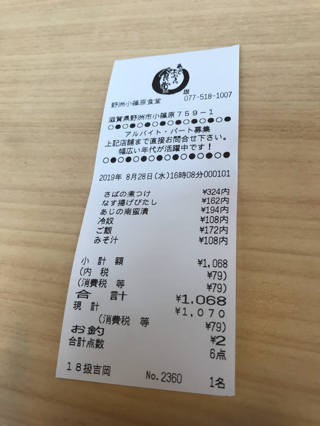 野洲小篠原食堂
077-518-1007
滋賀県野洲市小篠原759-1
アルバイト・パート募集
上記店舗まで直接お問合せ下さい。
幅広い年代が活躍中です！
2019年 8月28日(水)16時08分000101
さばの煮つけ ¥324内
なす揚げびたし ¥162内
あじの南蛮漬 ¥194内
冷奴 ¥108内
ご飯 ¥172内
みそ汁 ¥108内
小計額 ¥1,068
(内税 ¥79)
(消費税等 ¥79)
合計 ¥1,068
現計 ¥1,070
(消費税等 ¥79)
お釣 ¥2
合計点数 6点
18扱吉岡 No.2360 1名